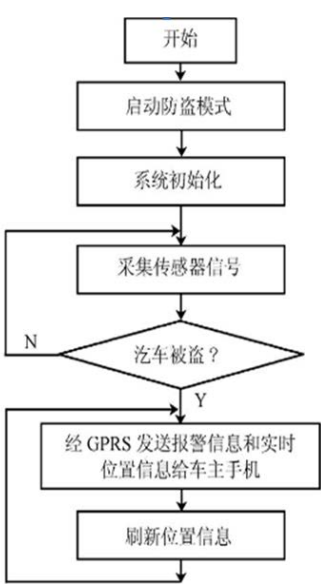 开始
启动防盗模式
系统初始化
采集传感器信号
N
汽车被盗？
Y
经 GPRS 发送报警信息和实时
位置信息给车主手机
刷新位置信息